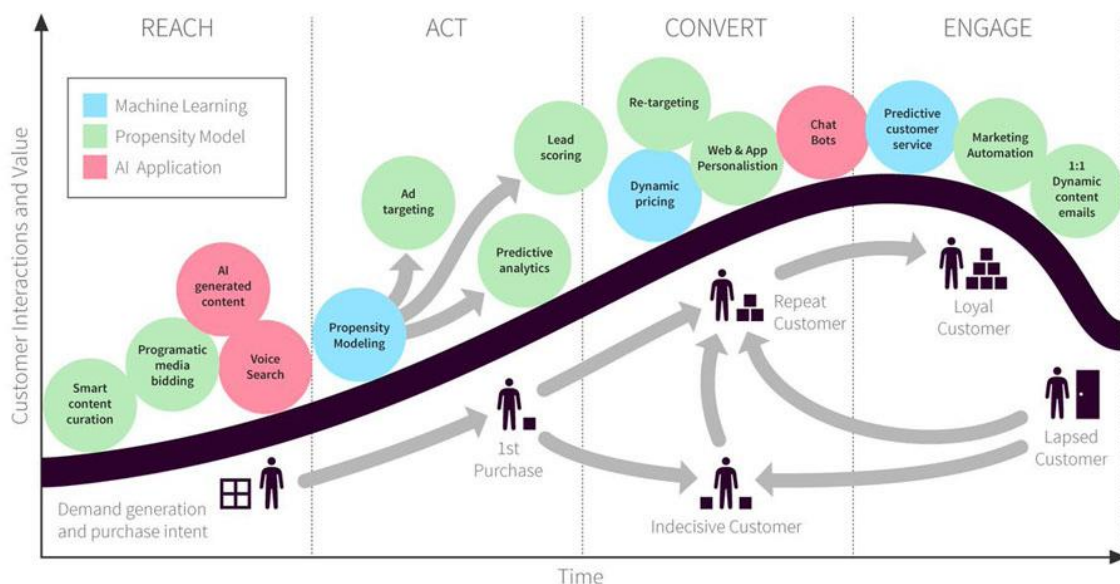 REACH
ACT
CONVERT
ENGAGE
Machine Learning
Propensity Model
AI Application
Customer Interactions and Value
Smart
content
curation
Programatic
media
bidding
AI
generated
content
Voice
Search
Propensity
Modeling
Ad
targeting
Lead
scoring
Predictive
analytics
Re-targeting
Dynamic
pricing
Web & App
Personalistion
Chat
Bots
Predictive
customer
service
Marketing
Automation
1:1
Dynamic
content
emails
Demand generation
and purchase intent
1st
Purchase
Repeat
Customer
Indecisive Customer
Loyal
Customer
Lapsed
Customer
Time